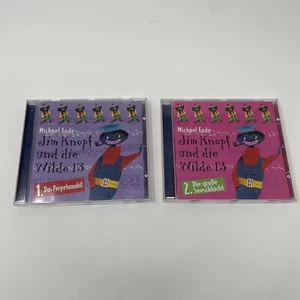 Michael Ende
Jim Knopf
und die
Wilde 13
1. Das Perpetumobil
Michael Ende
Jim Knopf
und die
Wilde 13
2. Die große
Seeschlacht